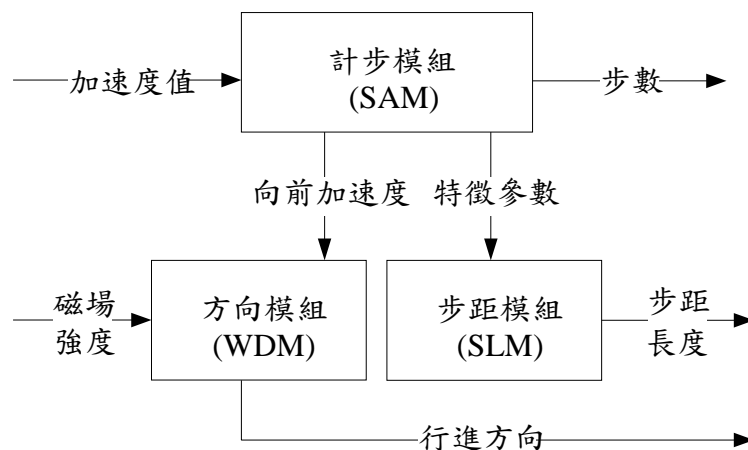 計步模組
(SAM)
加速度值
步數
向前加速度
特徵參數
磁場
強度
方向模組
(WDM)
步距模組
(SLM)
步距
長度
行進方向